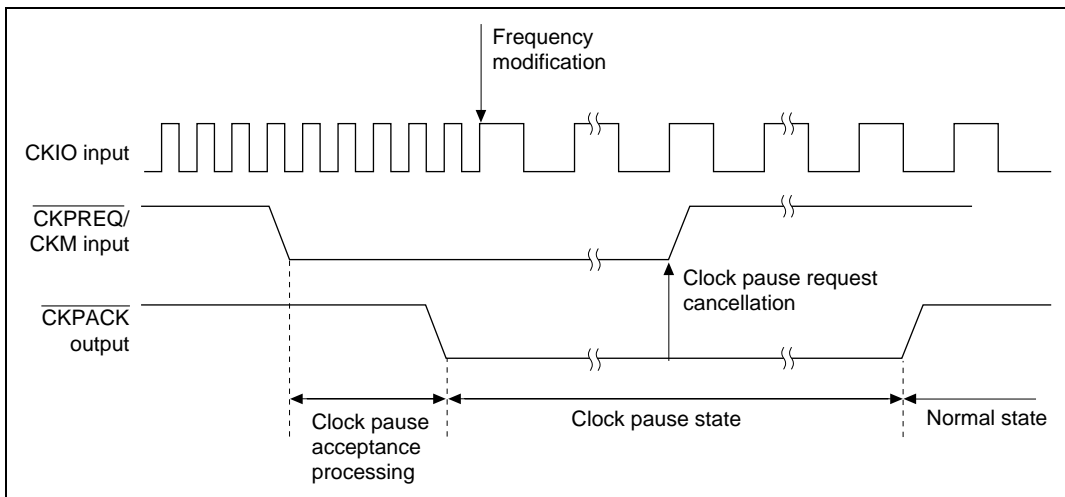 Frequency
modification
CKIO input
CKPREQ/
CKM input
Clock pause request
cancellation
CKPACK
output
Clock pause
acceptance
processing
Clock pause state
Normal state